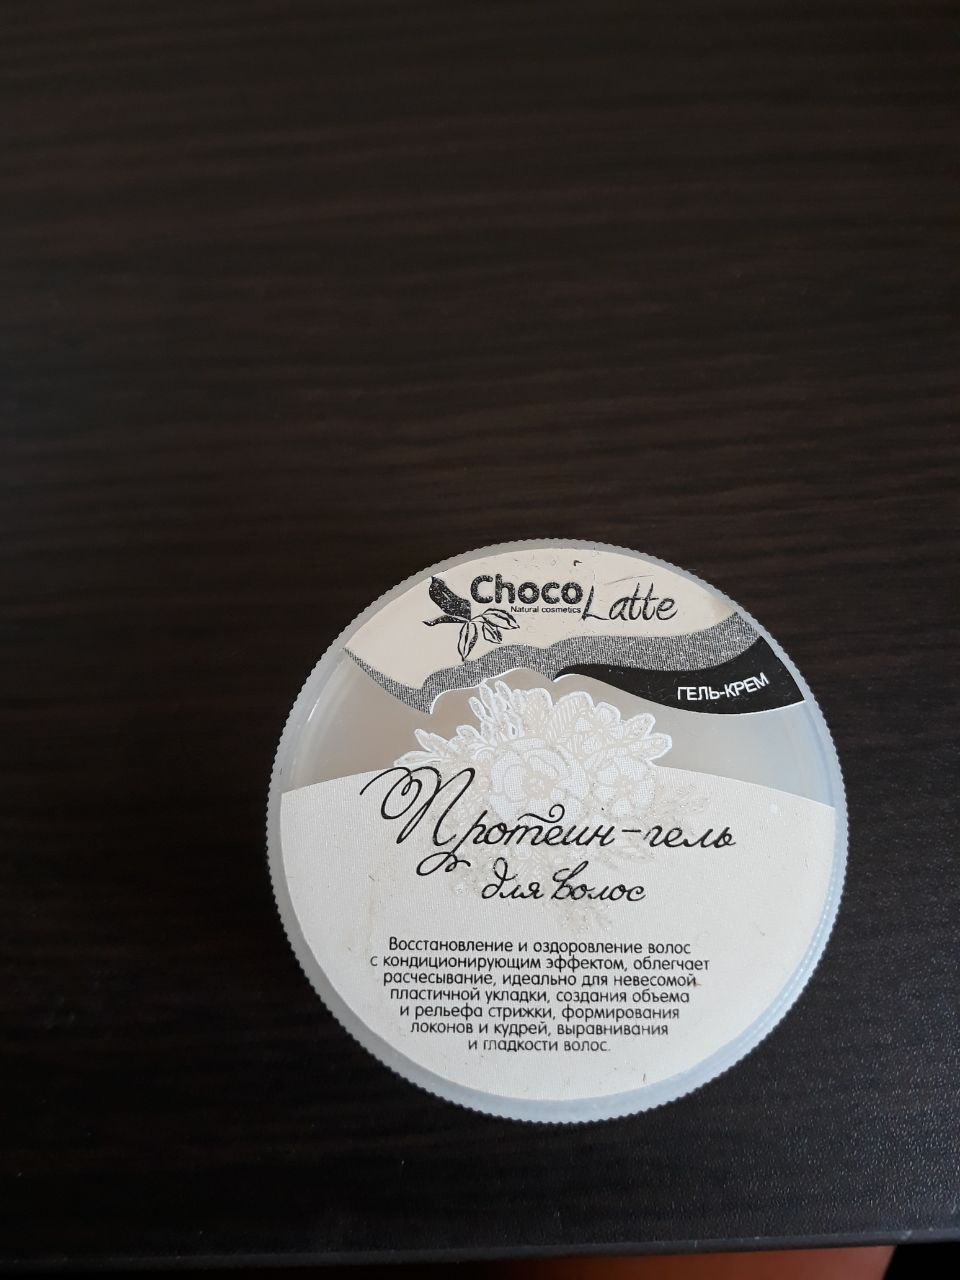 Choco Latte
Natural cosmetics
ГЕЛЬ-КРЕМ
Протеин-гель
для волос
Восстановление и оздоровление волос
с кондиционирующим эффектом, облегчает
расчесывание, идеально для невесомой
пластичной укладки, создания объема
и рельефа стрижки, формирования
локонов и кудрей, выравнивания
и гладкости волос.